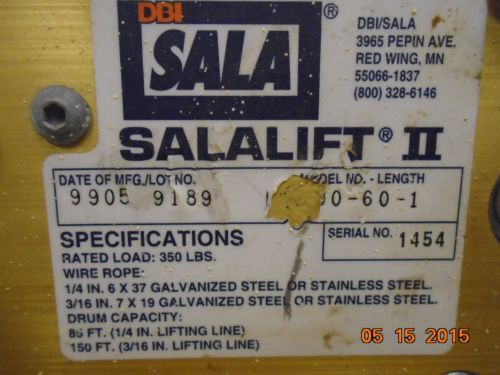 DBI
SALA
®
DBI/SALA
3965 PEPIN AVE.
RED WING, MN
55066-1837
(800) 328-6146
SALALIFT® II
DATE OF MFG./LOT NO.
9905 9189
MODEL NO. - LENGTH
0-60-1
SPECIFICATIONS
SERIAL NO. 1454
RATED LOAD: 350 LBS.
WIRE ROPE:
1/4 IN. 6 X 37 GALVANIZED STEEL OR STAINLESS STEEL.
3/16 IN. 7 X 19 GALVANIZED STEEL OR STAINLESS STEEL.
DRUM CAPACITY:
85 FT. (1/4 IN. LIFTING LINE)
150 FT. (3/16 IN. LIFTING LINE)
05 15 2015